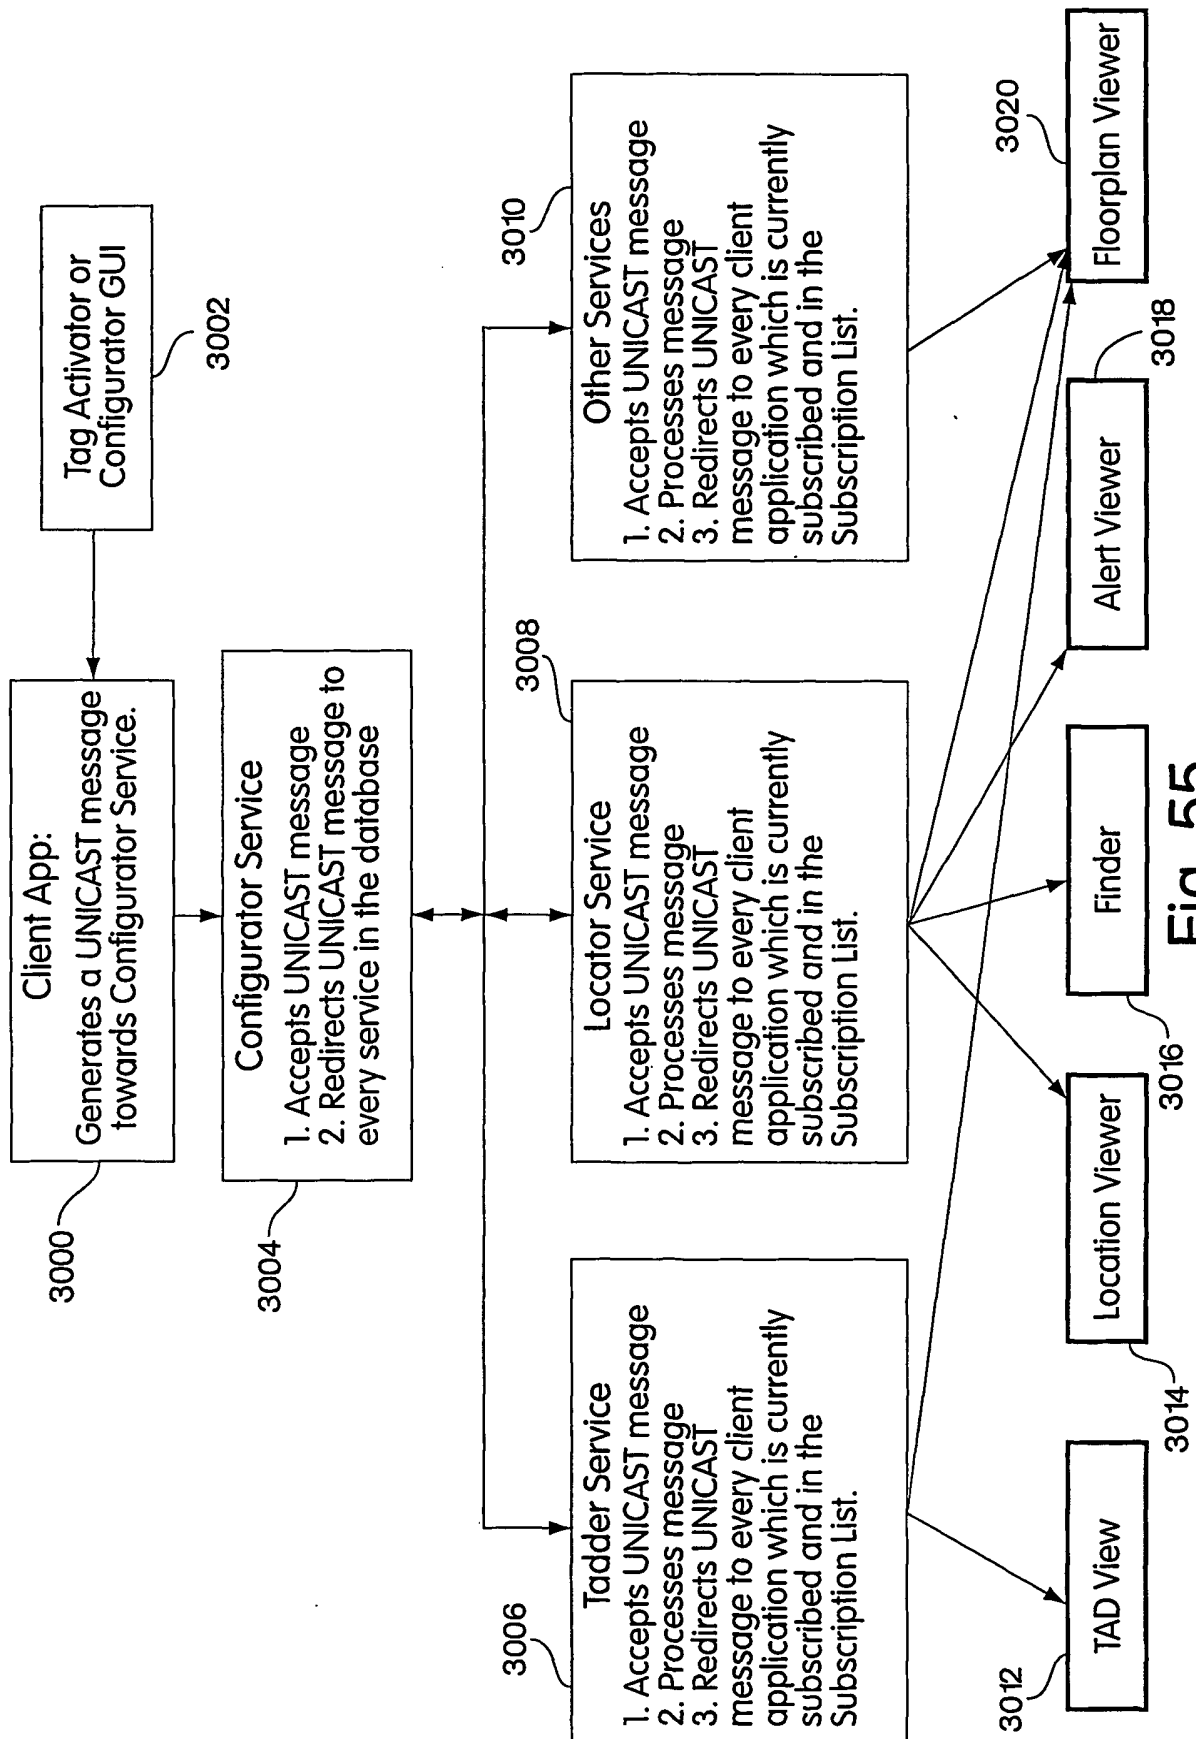 Client App:
Generates a UNICAST message
towards Configurator Service.
3000
Tag Activator or
Configurator GUI
3002
Configurator Service
1. Accepts UNICAST message
2. Redirects UNICAST message to
every service in the database
3004
Tadder Service
1. Accepts UNICAST message
2. Processes message
3. Redirects UNICAST
message to every client
application which is currently
subscribed and in the
Subscription List.
3006
Locator Service
1. Accepts UNICAST message
2. Processes message
3. Redirects UNICAST
message to every client
application which is currently
subscribed and in the
Subscription List.
3008
Other Services
1. Accepts UNICAST message
2. Processes message
3. Redirects UNICAST
message to every client
application which is currently
subscribed and in the
Subscription List.
3010
TAD View
3012
Location Viewer
3014
Finder
3016
Alert Viewer
3018
Floorplan Viewer
3020
Fig. 55